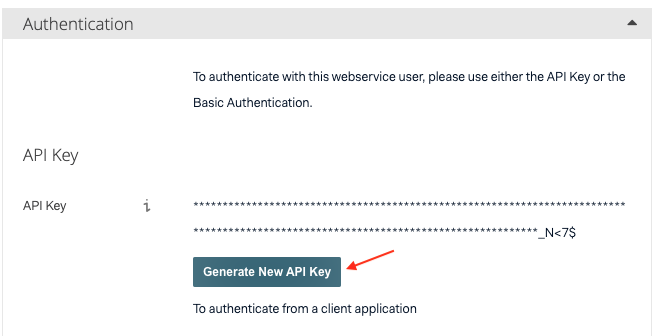 Authentication
To authenticate with this webservice user, please use either the API Key or the
Basic Authentication.
API Key
API Key i
**************************************************************************
***********************************************************_N<7$
Generate New API Key
To authenticate from a client application